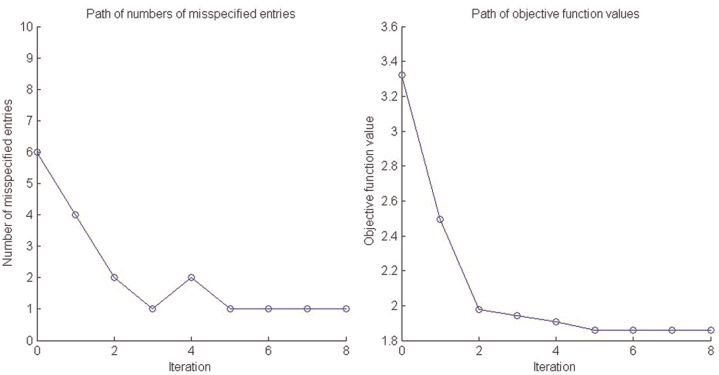 Path of numbers of misspecified entries
10
9
8
7
6
5
4
3
2
1
0
0 2 4 6 8
Number of misspecified entries
Iteration
Path of objective function values
3.6
3.4
3.2
3
2.8
2.6
2.4
2.2
2
1.8
0 2 4 6 8
Objective function value
Iteration